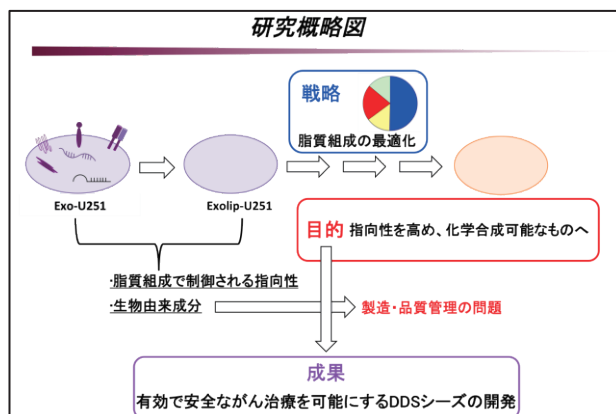 研究概略図
戦略
脂質組成の最適化
Exo-U251
Exolip-U251
目的 指向性を高め、化学合成可能なものへ
・脂質組成で制御される指向性
・生物由来成分
製造・品質管理の問題
成果
有効で安全ながん治療を可能にするDDSシーズの開発